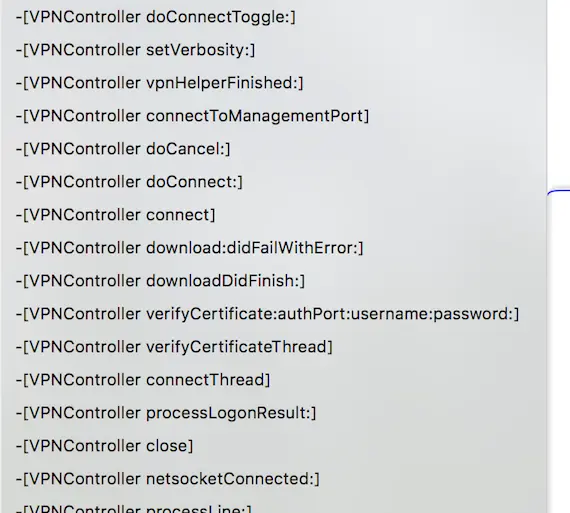 -[VPNController doConnectToggle:]
-[VPNController setVerbosity:]
-[VPNController vpnHelperFinished:]
-[VPNController connectToManagementPort]
-[VPNController doCancel:]
-[VPNController doConnect:]
-[VPNController connect]
-[VPNController download:didFailWithError:]
-[VPNController downloadDidFinish:]
-[VPNController verifyCertificate:authPort:username:password:]
-[VPNController verifyCertificateThread]
-[VPNController connectThread]
-[VPNController processLogonResult:]
-[VPNController close]
-[VPNController netsocketConnected:]
-[VPNController processLine:]